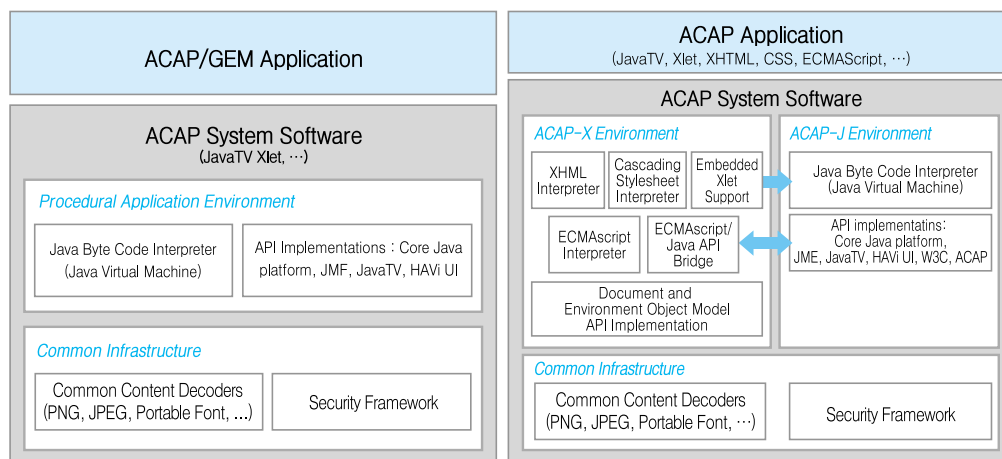 ACAP/GEM Application
ACAP System Software
(JavaTV Xlet, …)
Procedural Application Environment
Java Byte Code Interpreter
(Java Virtual Machine)
API Implementations : Core Java
platform, JMF, JavaTV, HAVi UI
Common Infrastructure
Common Content Decoders
(PNG, JPEG, Portable Font, ...)
Security Framework
ACAP Application
(JavaTV, Xlet, XHTML, CSS, ECMAScript, …)
ACAP System Software
ACAP-X Environment
XHML
Interpreter
Cascading
Stylesheet
Interpreter
Embedded
Xlet
Support
ECMAscript
Interpreter
ECMAscript/
Java API
Bridge
Document and
Environment Object Model
API Implementation
ACAP-J Environment
Java Byte Code Interpreter
(Java Virtual Machine)
API implementatins:
Core Java platform,
JME, JavaTV, HAVi UI, W3C, ACAP
Common Infrastructure
Common Content Decoders
(PNG, JPEG, Portable Font, …)
Security Framework